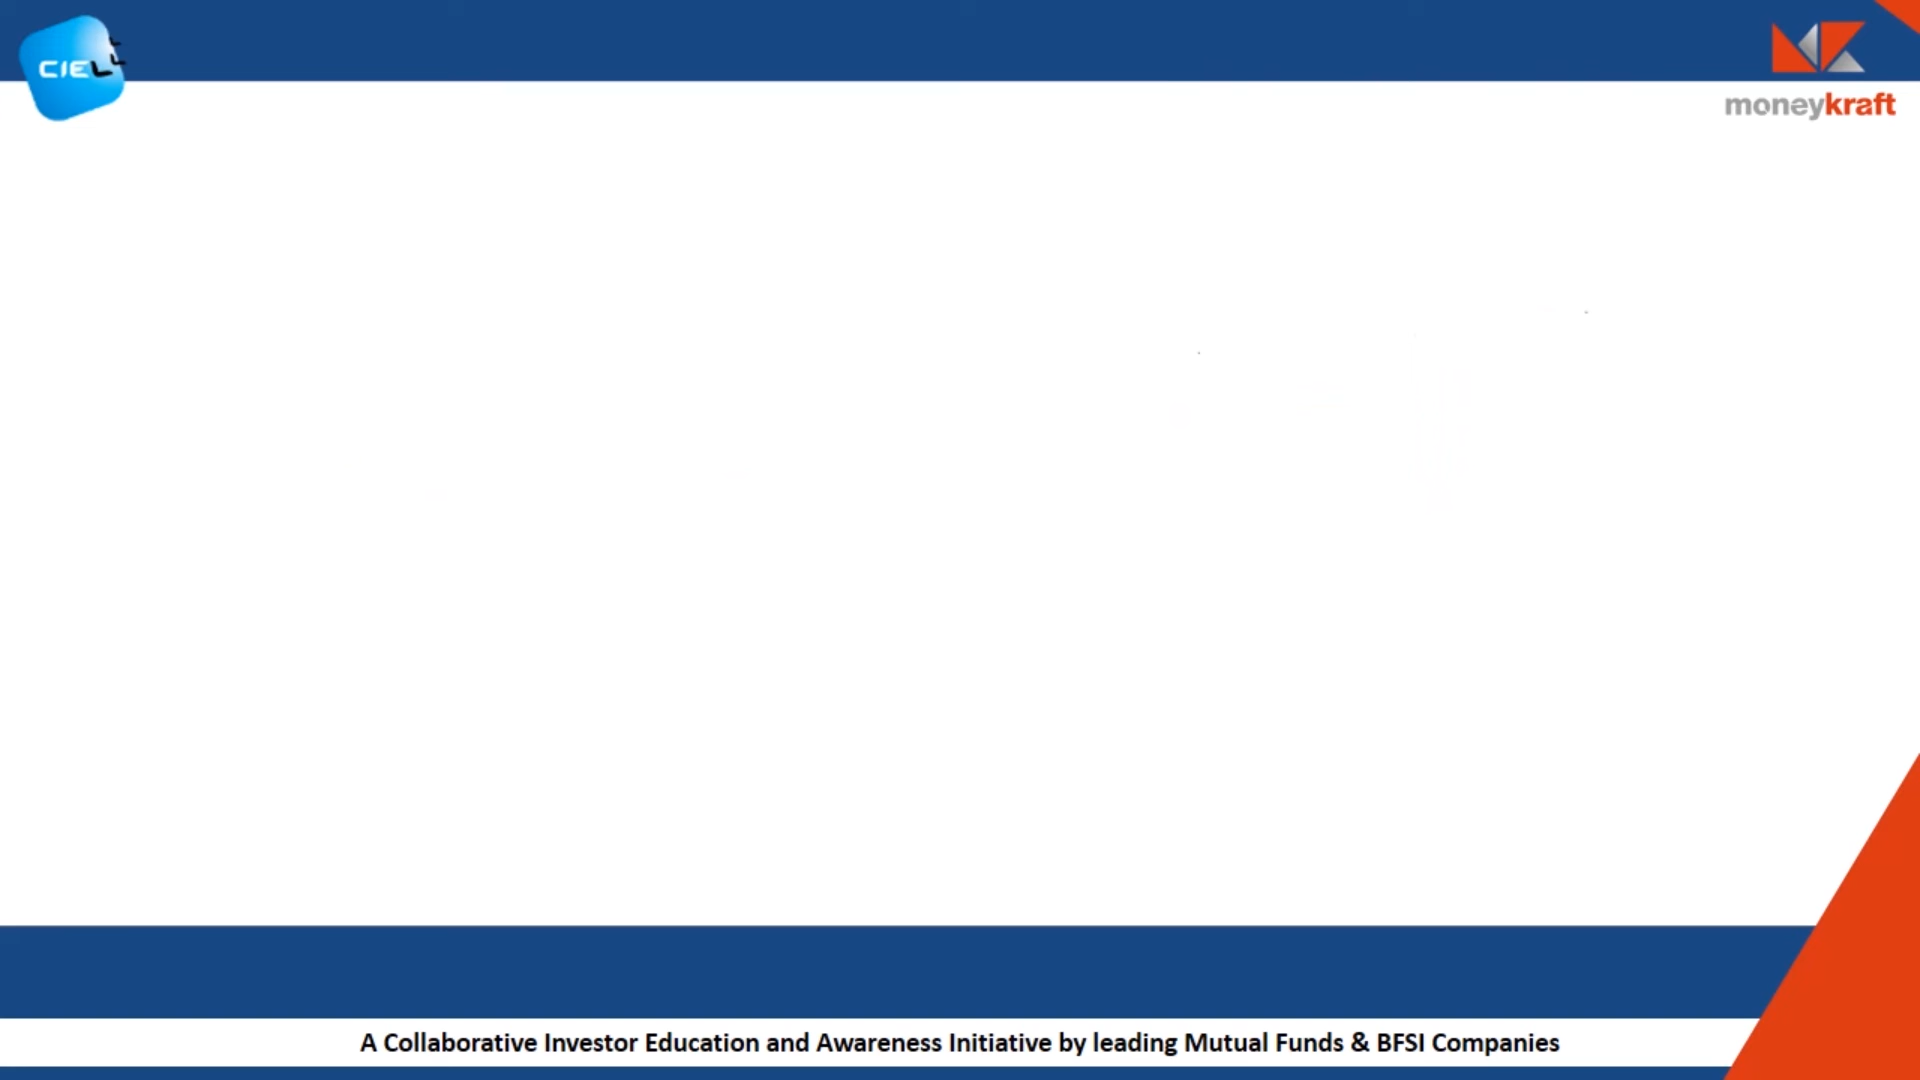 CIEL
moneykraft
A Collaborative Investor Education and Awareness Initiative by leading Mutual Funds & BFSI Companies